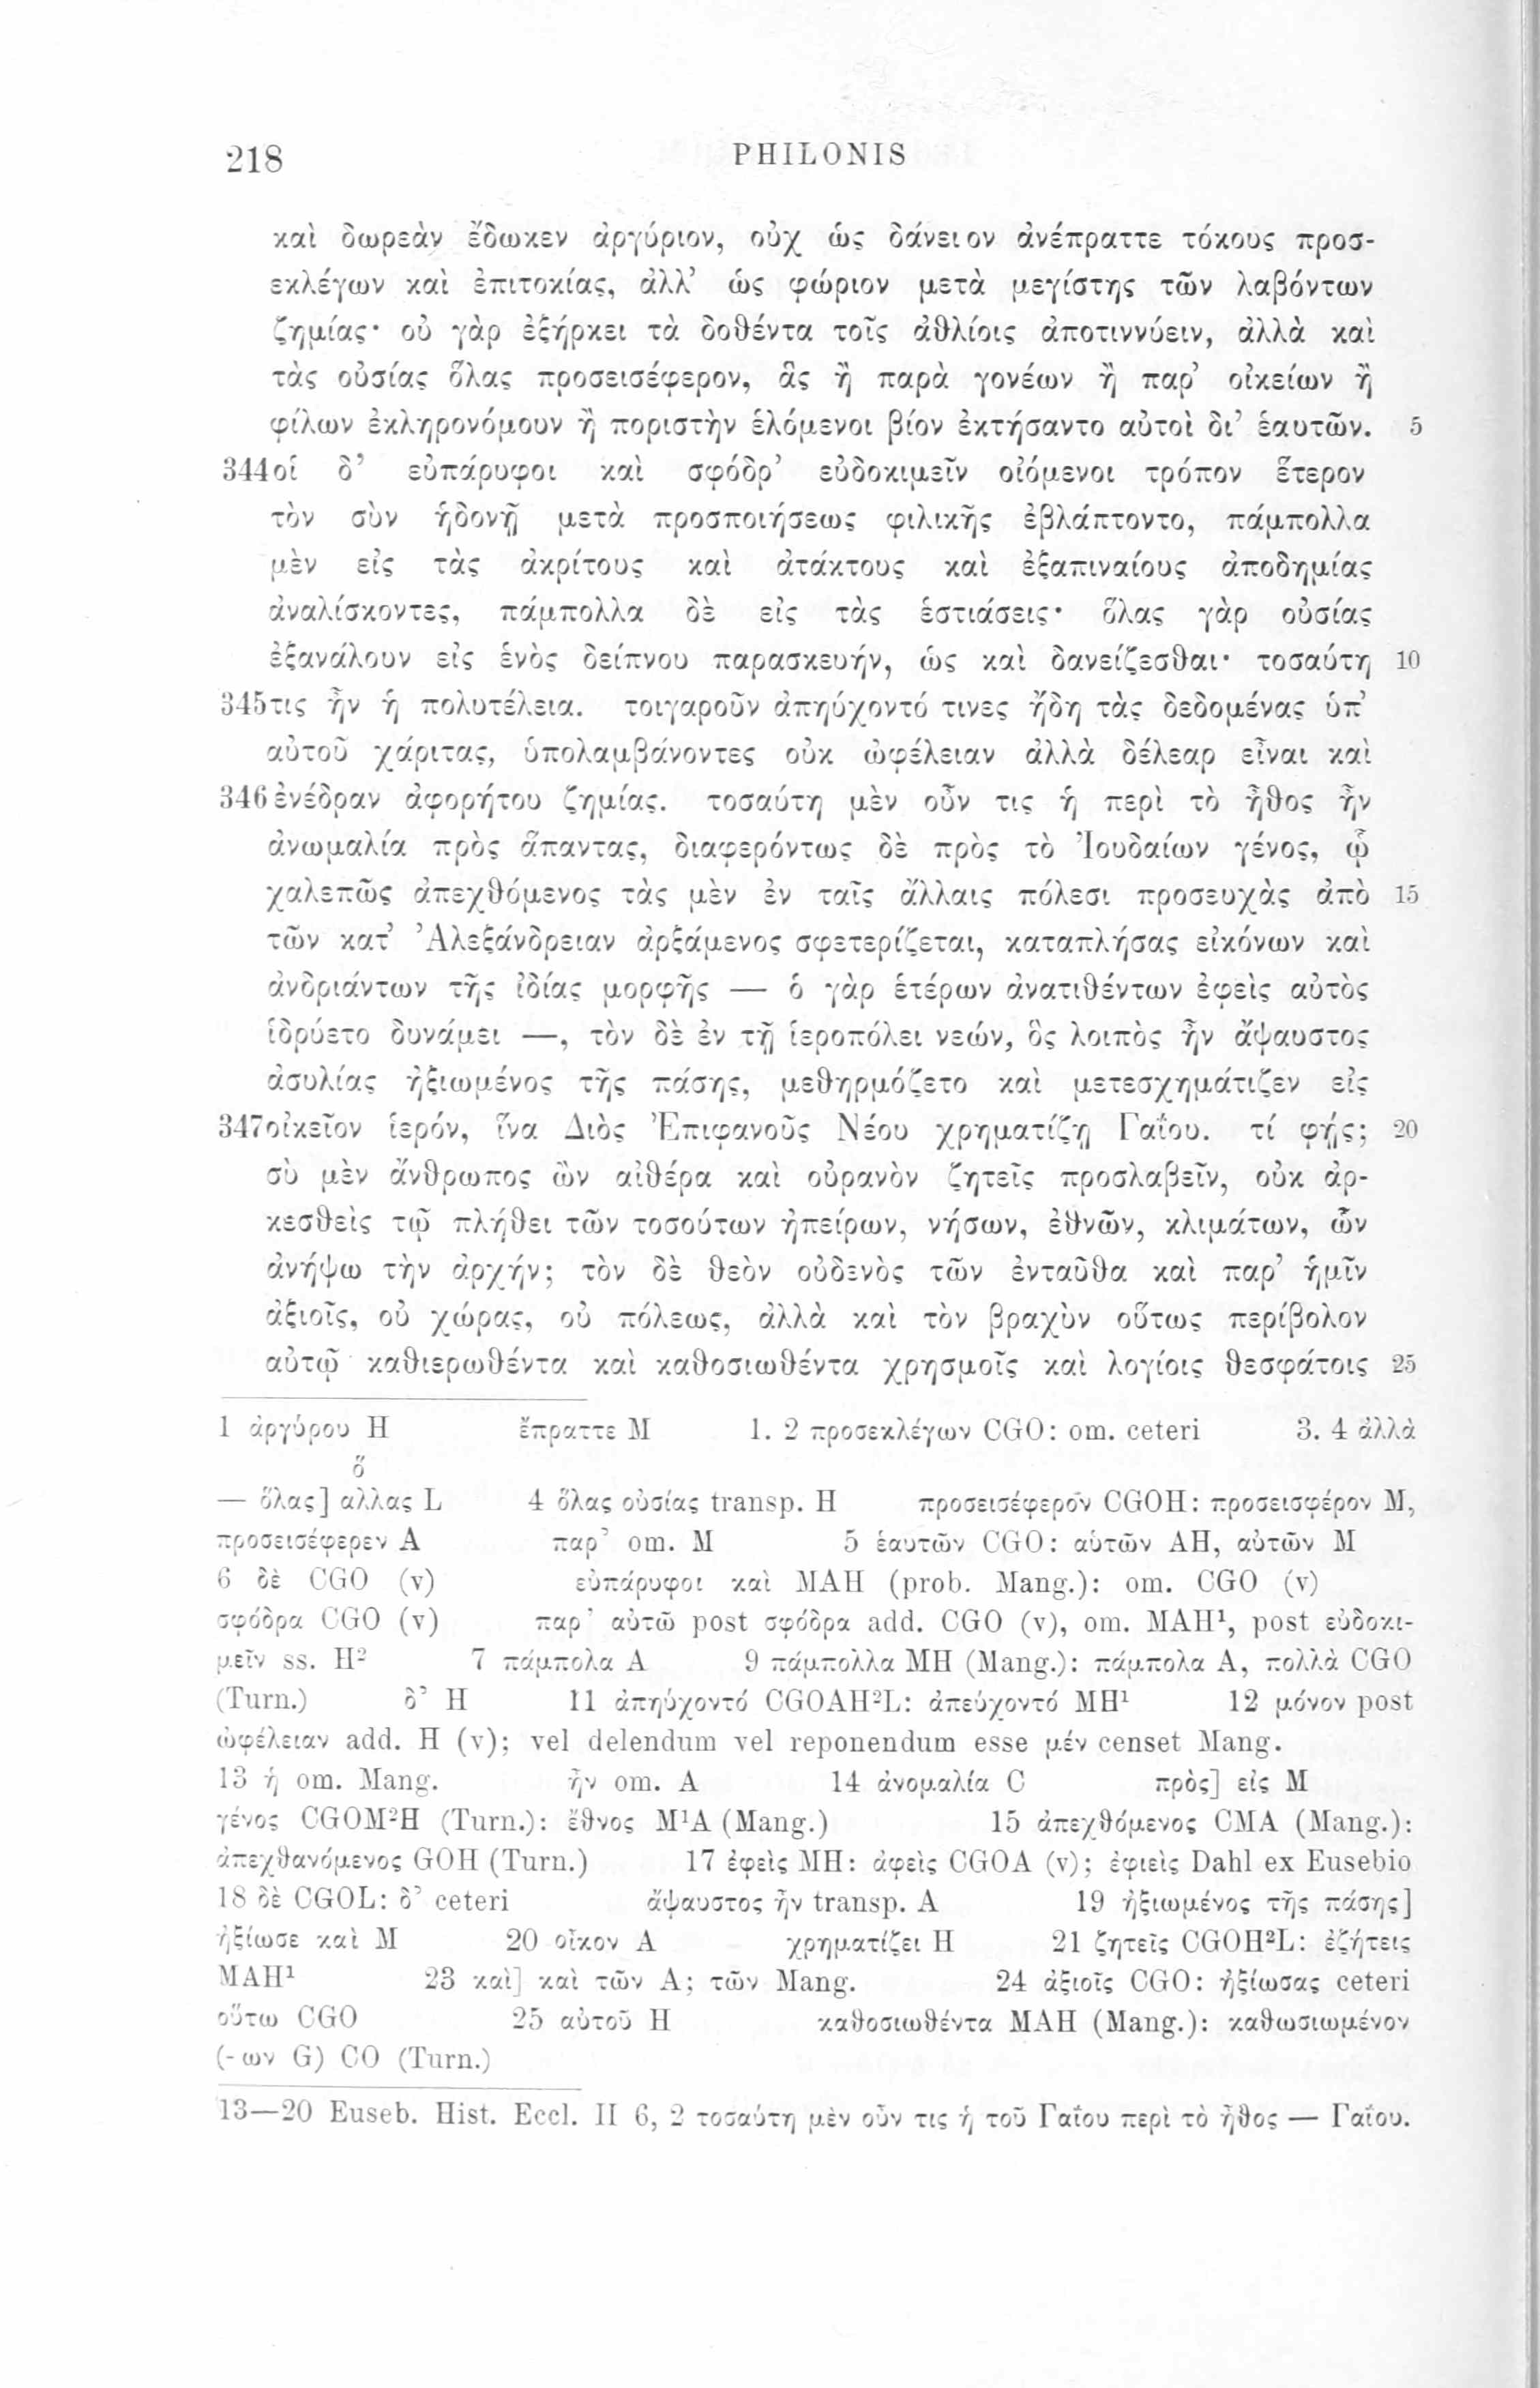 218
PHILONIS
καὶ δωρεὰν ἔδωκεν ἀργύριον, οὐχ ὡς δάνειον ἀνέπραττε τόκους προσ-
εκλέγων καὶ ἐπιτοκίας, ἀλλ’ ὡς φώριον μετὰ μεγίστης τῶν λαβόντων
ζημίας· οὐ γὰρ ἐξήρκει τὰ δοθέντα τοῖς ἀθλίοις ἀποτιννύειν, ἀλλὰ καὶ
τὰς οὐσίας ὅλας προσεισέφερον, ἃς ἢ παρὰ γονέων ἢ παρ’ οἰκείων ἢ
φίλων ἐκληρονόμουν ἢ ποριστὴν ἑλόμενοι βίον ἐκτήσαντο αὐτοὶ δι’ ἑαυτῶν. 5
344 οἱ δ’ εὐπάρυφοι καὶ σφόδρ’ εὐδοκιμεῖν οἰόμενοι τρόπον ἕτερον
τὸν σὺν ἡδονῇ μετὰ προσποιήσεως φιλικῆς ἐβλάπτοντο, πάμπολλα
μὲν εἰς τὰς ἀκρίτους καὶ ἀτάκτους καὶ ἐξαπιναίους ἀποδημίας
ἀναλίσκοντες, πάμπολλα δὲ εἰς τὰς ἑστιάσεις· ὅλας γὰρ οὐσίας
ἐξανάλουν εἰς ἑνὸς δείπνου παρασκευήν, ὡς καὶ δανείζεσθαι· τοσαύτη 10
345 τις ἦν ἡ πολυτέλεια. τοιγαροῦν ἀπηύχοντό τινες ἤδη τὰς δεδομένας ὑπ’
αὐτοῦ χάριτας, ὑπολαμβάνοντες οὐκ ὠφέλειαν ἀλλὰ δέλεαρ εἶναι καὶ
346 ἐνέδραν ἀφορήτου ζημίας. τοσαύτη μὲν οὖν τις ἡ περὶ τὸ ἦθος ἦν
ἀνωμαλία πρὸς ἅπαντας, διαφερόντως δὲ πρὸς τὸ Ἰουδαίων γένος, ᾧ
χαλεπῶς ἀπεχθόμενος τὰς μὲν ἐν ταῖς ἄλλαις πόλεσι προσευχὰς ἀπὸ 15
τῶν κατ’ Ἀλεξάνδρειαν ἀρξάμενος σφετερίζεται, καταπλήσας εἰκόνων καὶ
ἀνδριάντων τῆς ἰδίας μορφῆς — ὁ γὰρ ἑτέρων ἀνατιθέντων ἐφεὶς αὐτὸς
ἱδρύετο δυνάμει —, τὸν δὲ ἐν τῇ ἱεροπόλει νεών, ὃς λοιπὸς ἦν ἄψαυστος
ἀσυλίας ἠξιωμένος τῆς πάσης, μεθηρμόζετο καὶ μετεσχημάτιζεν εἰς
347 οἰκεῖον ἱερόν, ἵνα Διὸς Ἐπιφανοῦς Νέου χρηματίζῃ Γαΐου. τί φῄς; 20
σὺ μὲν ἄνθρωπος ὢν αἰθέρα καὶ οὐρανὸν ζητεῖς προσλαβεῖν, οὐκ ἀρ-
κεσθεὶς τῷ πλήθει τῶν τοσούτων ἠπείρων, νήσων, ἐθνῶν, κλιμάτων, ὧν
ἀνήψω τὴν ἀρχήν; τὸν δὲ θεὸν οὐδενὸς τῶν ἐνταῦθα καὶ παρ’ ἡμῖν
ἀξιοῖς, οὐ χώρας, οὐ πόλεως, ἀλλὰ καὶ τὸν βραχὺν οὕτως περίβολον
αὐτῷ καθιερωθέντα καὶ καθοσιωθέντα χρησμοῖς καὶ λογίοις θεσφάτοις 25
1 ἀργύρου H ἔπραττε M 1. 2 προσεκλέγων CGO: om. ceteri 3. 4 ἀλλὰ
ὅ
— ὅλας] αλλας L 4 ὅλας οὐσίας transp. H προσεισέφερον CGOH: προσεισφέρον M,
προσεισέφερεν A παρ’ om. M 5 ἑαυτῶν CGO: αὑτῶν AH, αὐτῶν M
6 δὲ CGO (v) εὐπάρυφοι καὶ MAH (prob. Mang.): om. CGO (v)
σφόδρα CGO (v) παρ’ αὐτῶ post σφόδρα add. CGO (v), om. MAH¹, post εὐδοκι-
μεῖν ss. H² 7 πάμπολα A 9 πάμπολλα MH (Mang.): πάμπολα A, πολλὰ CGO
(Turn.) δ’ H 11 ἀπηύχοντό CGOAH²L: ἀπεύχοντό MH¹ 12 μόνον post
ὠφέλειαν add. H (v); vel delendum vel reponendum esse μέν censet Mang.
13 ἡ om. Mang. ἦν om. A 14 ἀνομαλία C πρὸς] εἰς M
γένος CGOM²H (Turn.): ἔθνος M¹A (Mang.) 15 ἀπεχθόμενος CMA (Mang.):
ἀπεχθανόμενος GOH (Turn.) 17 ἐφεὶς MH: ἀφεὶς CGOA (v); ἐφιεὶς Dahl ex Eusebio
18 δὲ CGOL: δ’ ceteri ἄψαυστος ἦν transp. A 19 ἠξιωμένος τῆς πάσης]
ἠξίωσε καὶ M 20 οἶκον A χρηματίζει H 21 ζητεῖς CGOH²L: ἐζήτεις
MAH¹ 23 καὶ] καὶ τῶν A; τῶν Mang. 24 ἀξιοῖς CGO: ἠξίωσας ceteri
οὕτω CGO 25 αὐτοῦ H καθοσιωθέντα MAH (Mang.): καθωσιωμένον
(-ων G) CO (Turn.)
13—20 Euseb. Hist. Eccl. II 6, 2 τοσαύτη μὲν οὖν τις ἡ τοῦ Γαΐου περὶ τὸ ἦθος — Γαΐου.